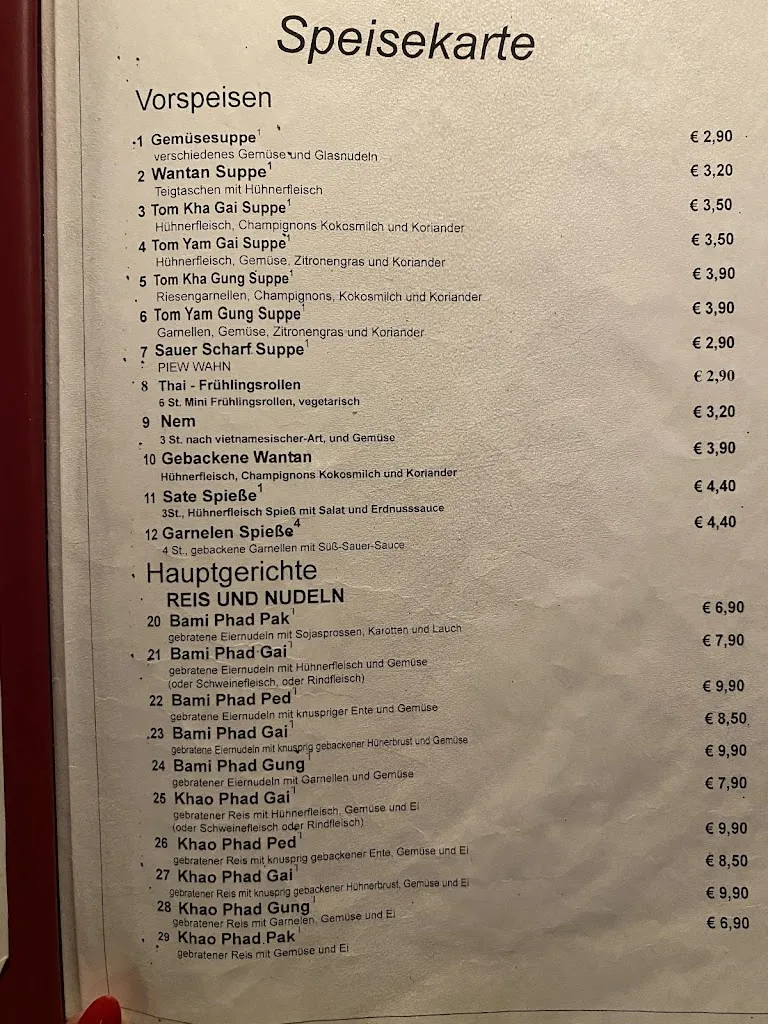 Speisekarte
Vorspeisen
1 Gemüsesuppe¹ € 2,90
verschiedenes Gemüse und Glasnudeln
2 Wantan Suppe¹ € 3,20
Teigtaschen mit Hühnerfleisch
3 Tom Kha Gai Suppe¹ € 3,50
Hühnerfleisch, Champignons Kokosmilch und Koriander
4 Tom Yam Gai Suppe¹ € 3,50
Hühnerfleisch, Gemüse, Zitronengras und Koriander
5 Tom Kha Gung Suppe¹ € 3,90
Riesengarnellen, Champignons, Kokosmilch und Koriander
6 Tom Yam Gung Suppe¹ € 3,90
Garnellen, Gemüse, Zitronengras und Koriander
7 Sauer Scharf Suppe¹ € 2,90
PIEW WAHN
8 Thai - Frühlingsrollen € 2,90
6 St. Mini Frühlingsrollen, vegetarisch
9 Nem € 3,20
3 St. nach vietnamesischer-Art, und Gemüse
10 Gebackene Wantan € 3,90
Hühnerfleisch, Champignons Kokosmilch und Koriander
11 Sate Spieße¹ € 4,40
3St., Hühnerfleisch Spieß mit Salat und Erdnusssauce
12 Garnelen Spieße⁴ € 4,40
4 St., gebackene Garnellen mit Süß-Sauer-Sauce
Hauptgerichte
REIS UND NUDELN
20 Bami Phad Pak¹ € 6,90
gebratene Eiernudeln mit Sojasprossen, Karotten und Lauch
21 Bami Phad Gai¹ € 7,90
gebratene Eiernudeln mit Hühnerfleisch und Gemüse
(oder Schweinefleisch, oder Rindfleisch)
22 Bami Phad Ped¹ € 9,90
gebratene Eiernudeln mit knuspriger Ente und Gemüse
23 Bami Phad Gai¹ € 8,50
gebratene Eiernudeln mit knusprig gebackener Hünerbrust und Gemüse
24 Bami Phad Gung¹ € 9,90
gebratener Eiernudeln mit Garnellen und Gemüse
25 Khao Phad Gai¹ € 7,90
gebratener Reis mit Hühnerfleisch, Gemüse und Ei
(oder Schweinefleisch oder Rindfleisch)
26 Khao Phad Ped¹ € 9,90
gebratener Reis mit knusprig gebackener Ente, Gemüse und Ei
27 Khao Phad Gai¹ € 8,50
gebratener Reis mit knusprig gebackener Hühnerbrust, Gemüse und Ei
28 Khao Phad Gung¹ € 9,90
gebratener Reis mit Garnelen, Gemüse und Ei
29 Khao Phad Pak¹ € 6,90
gebratener Reis mit Gemüse und Ei